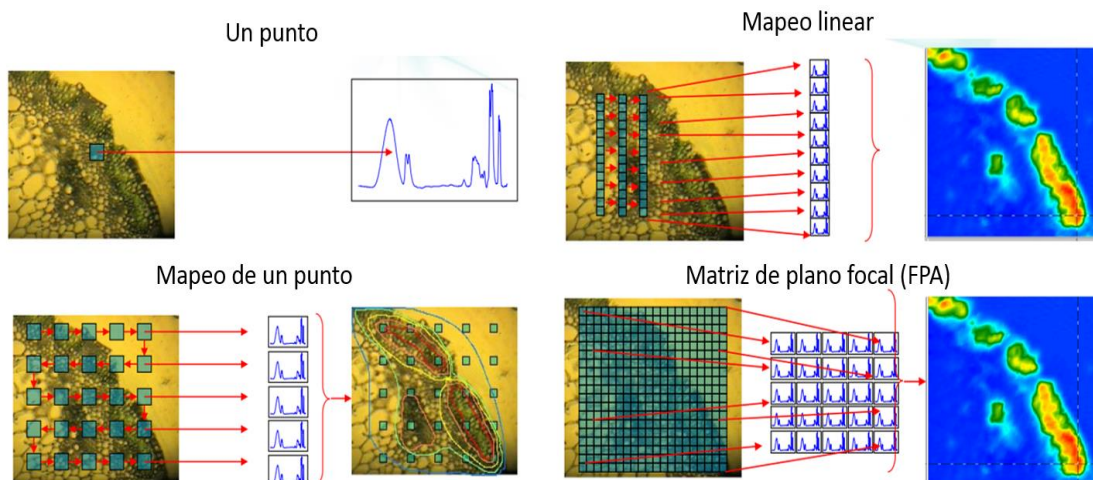 Un punto
Mapeo linear
Mapeo de un punto
Matriz de plano focal (FPA)